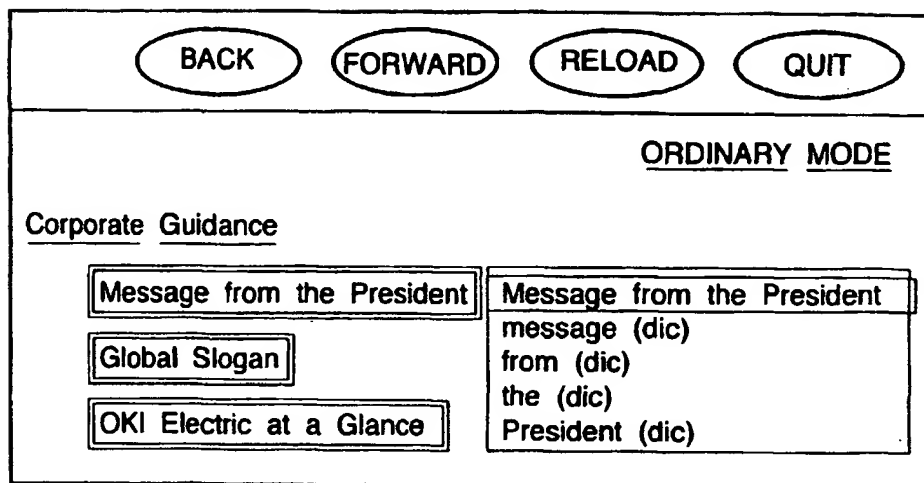 BACK FORWARD RELOAD QUIT
ORDINARY MODE
Corporate Guidance
Message from the President
Global Slogan
OKI Electric at a Glance
Message from the President
message (dic)
from (dic)
the (dic)
President (dic)